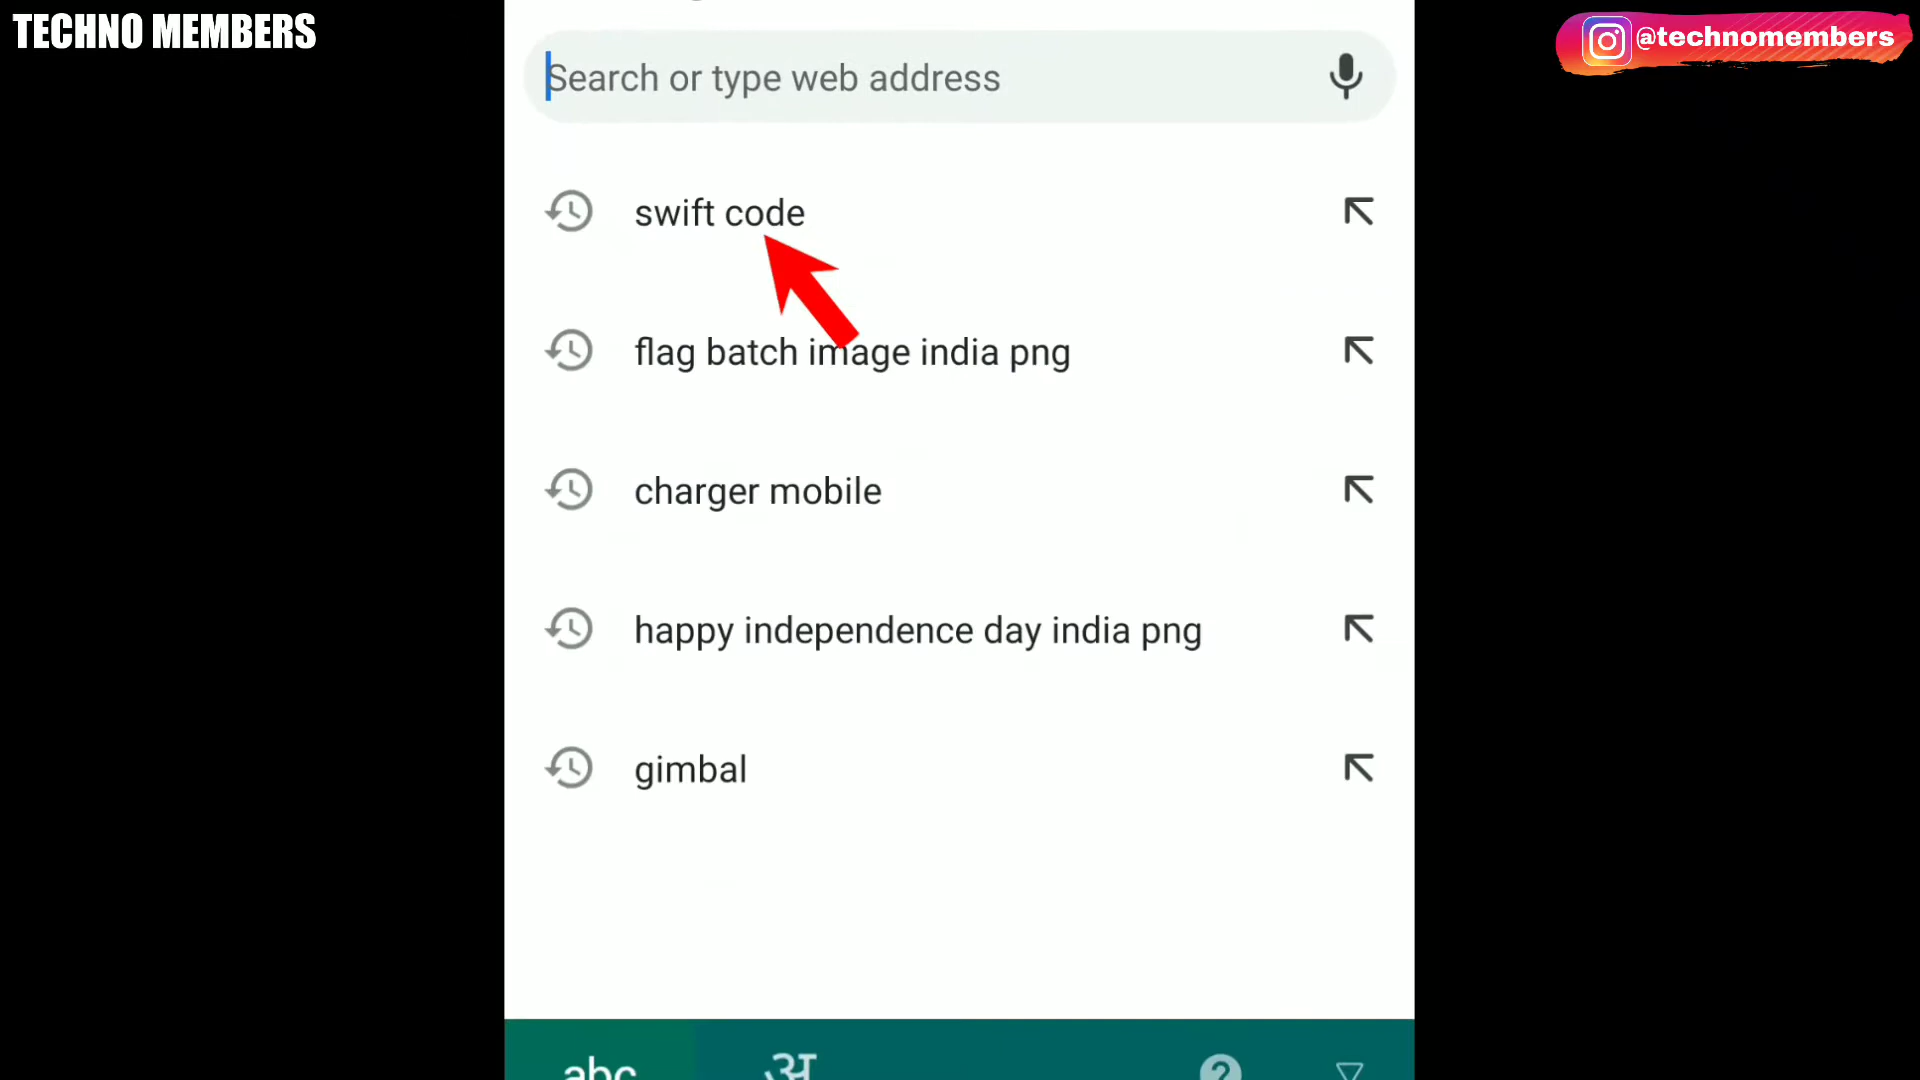 TECHNO MEMBERS
@technomembers
Search or type web address
swift code
flag batch image india png
charger mobile
happy independence day india png
gimbal
abc
अ